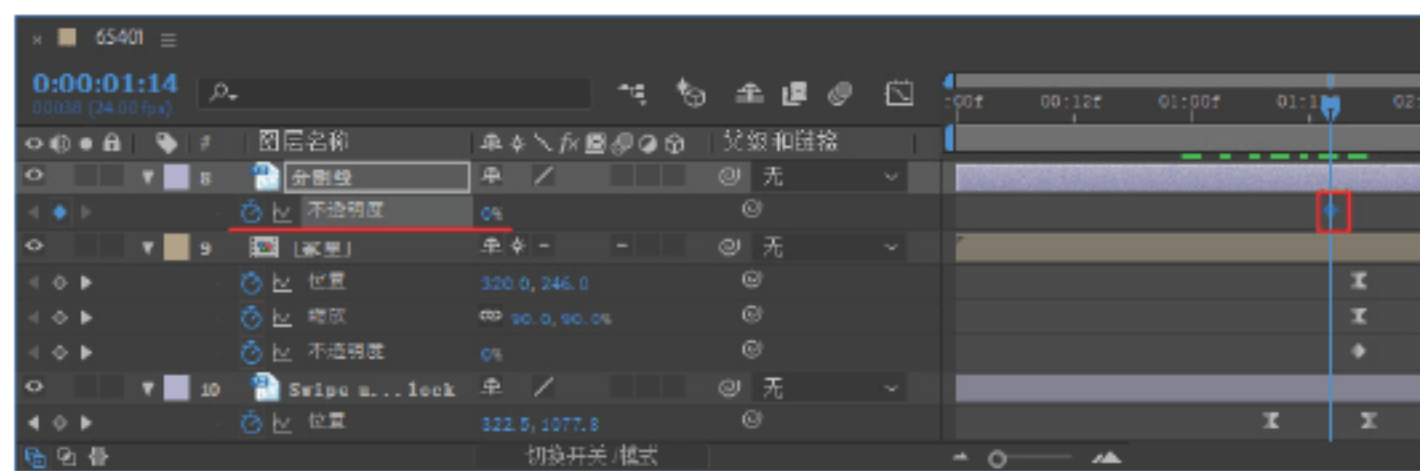 65401
0:00:01:14
00038 (24.00 fps)
:00f 00:12f 01:00f 02
# 图层名称 fx 父级和链接
8 分割线 无
不透明度 0%
9 无
位置 320.0, 246.0
缩放 90.0, 90.0%
不透明度 0%
10 Swipe u...lock 无
位置 322.5, 1077.8
切换开关/模式